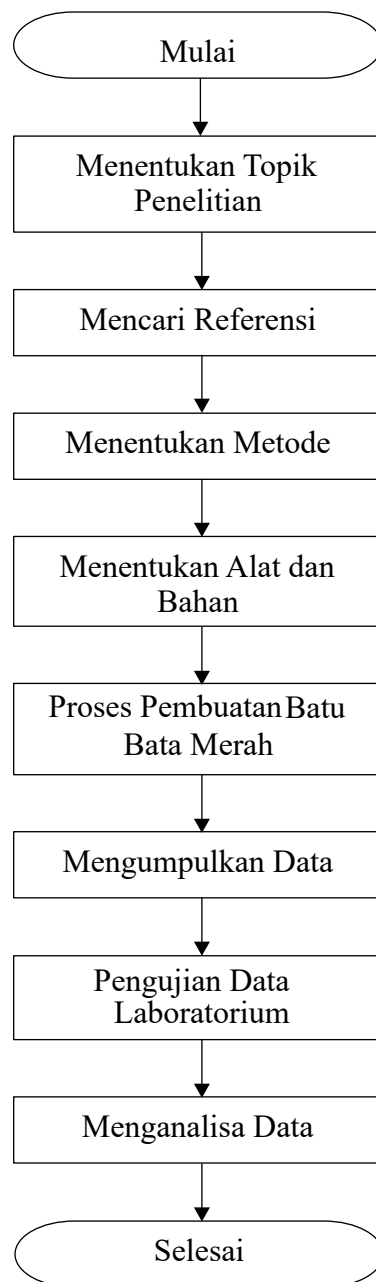 Mulai
Menentukan Topik
Penelitian
Mencari Referensi
Menentukan Metode
Menentukan Alat dan
Bahan
Proses Pembuatan Batu
Bata Merah
Mengumpulkan Data
Pengujian Data
Laboratorium
Menganalisa Data
Selesai